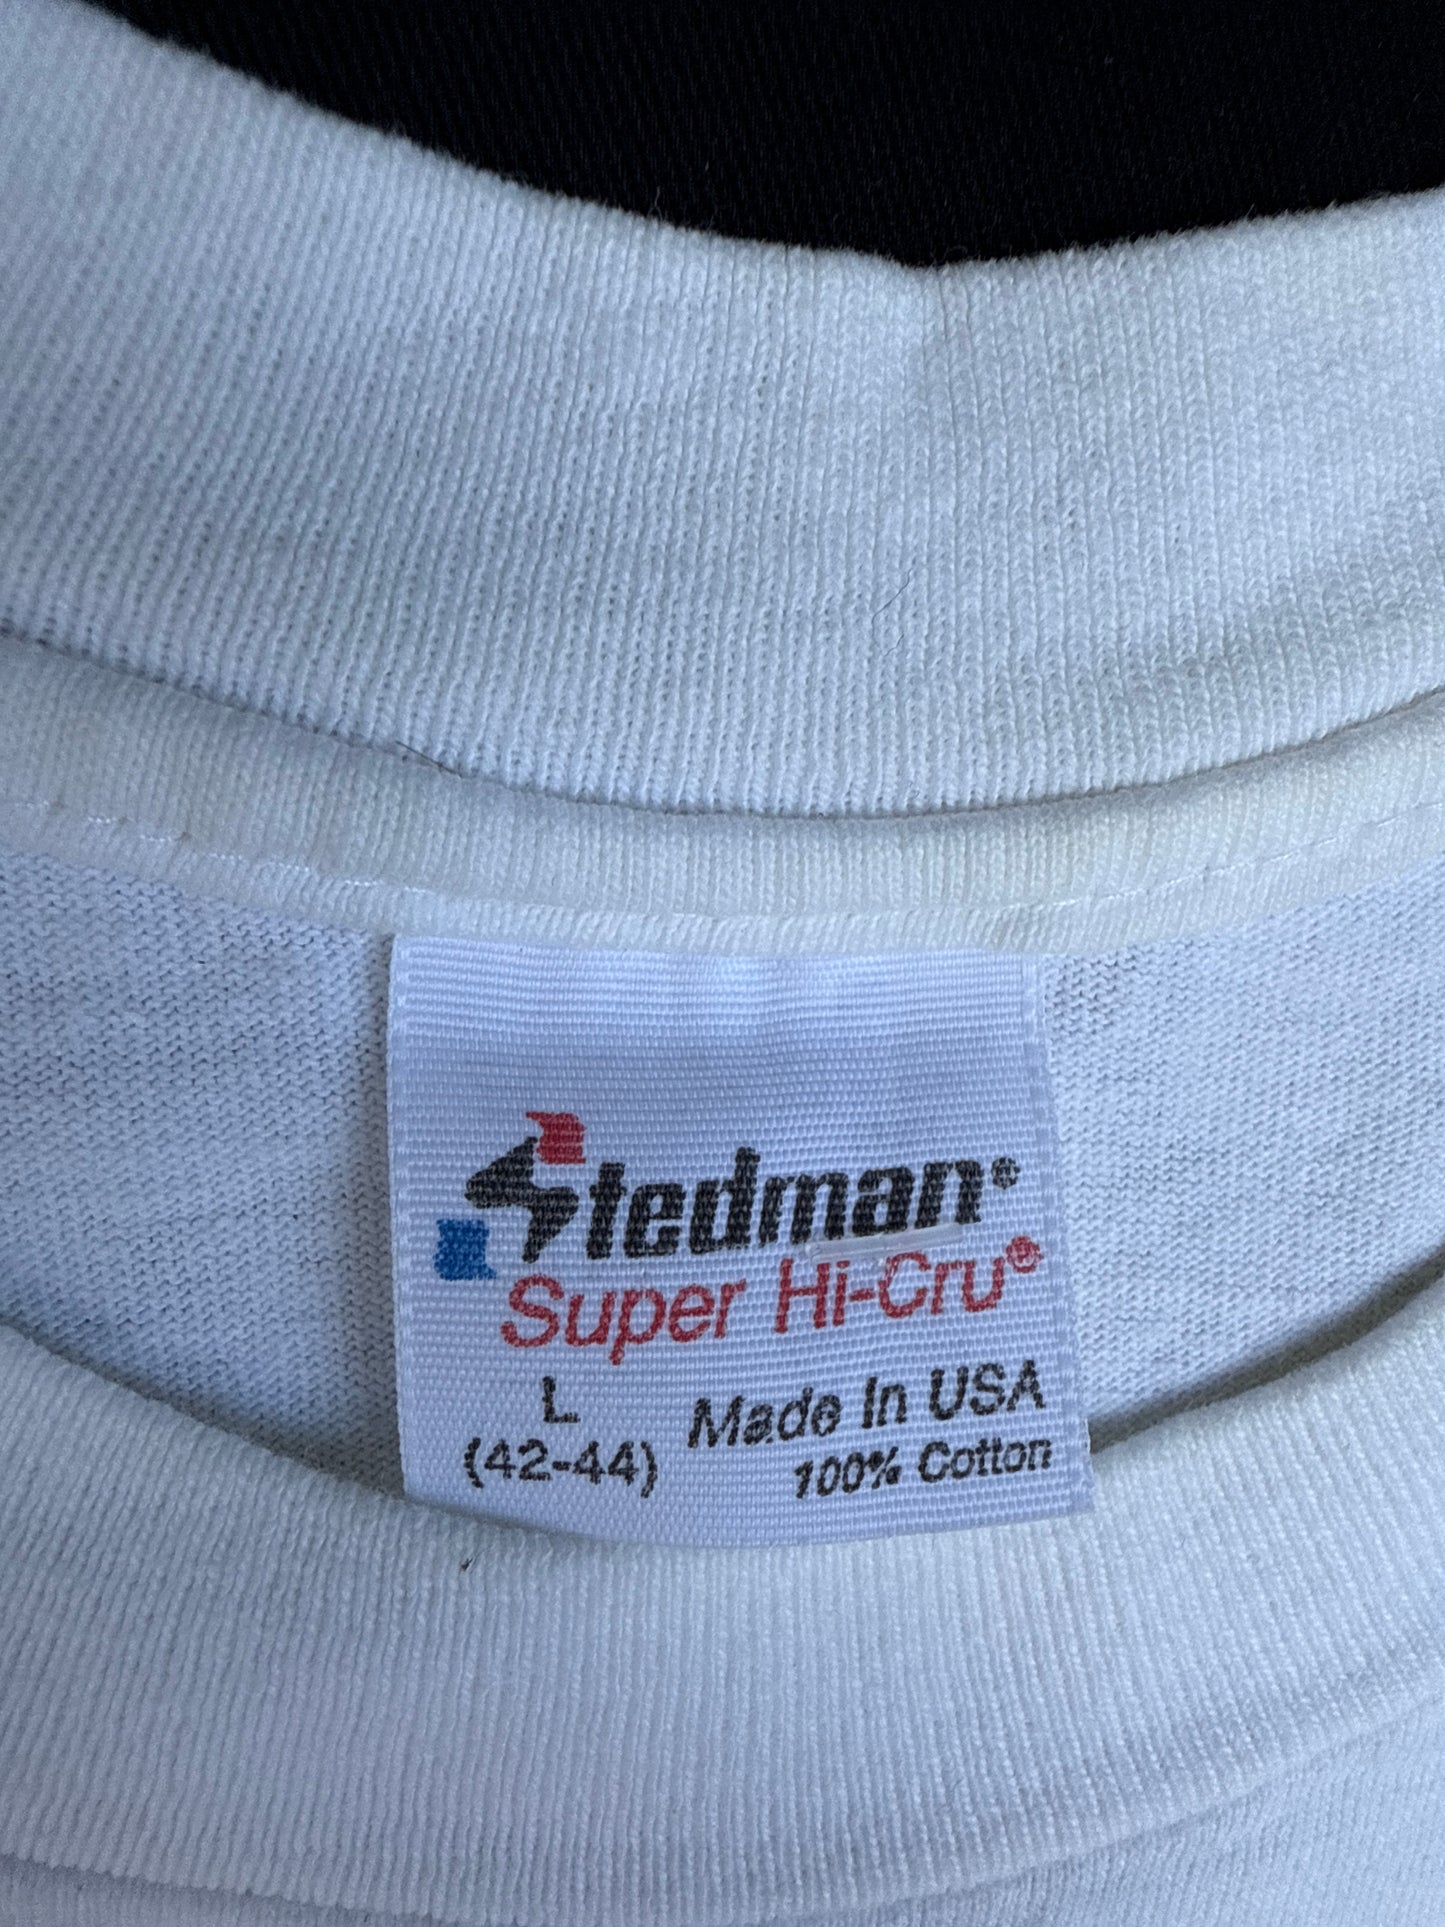 Stedman®
Super Hi-Cru®
L
(42-44)
Made In USA
100% Cotton